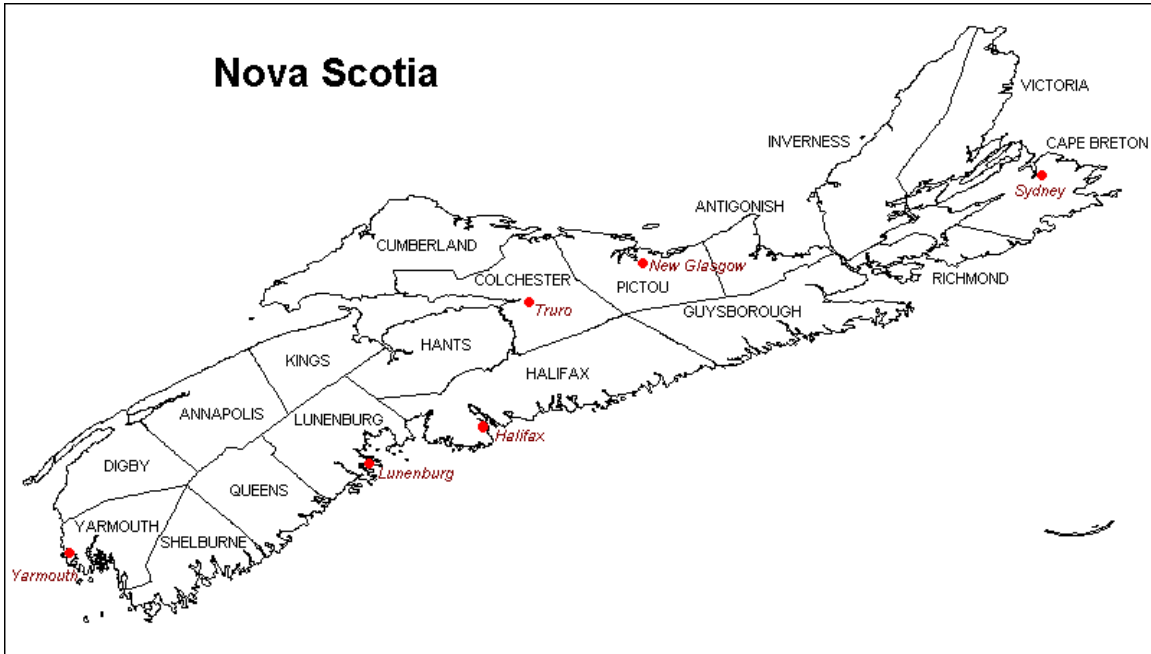 Nova Scotia
VICTORIA
INVERNESS
CAPE BRETON
Sydney
ANTIGONISH
CUMBERLAND
New Glasgow
COLCHESTER
PICTOU
RICHMOND
Truro
GUYSBOROUGH
HANTS
KINGS
HALIFAX
ANNAPOLIS
LUNENBURG
Halifax
DIGBY
Lunenburg
QUEENS
YARMOUTH
SHELBURNE
Yarmouth